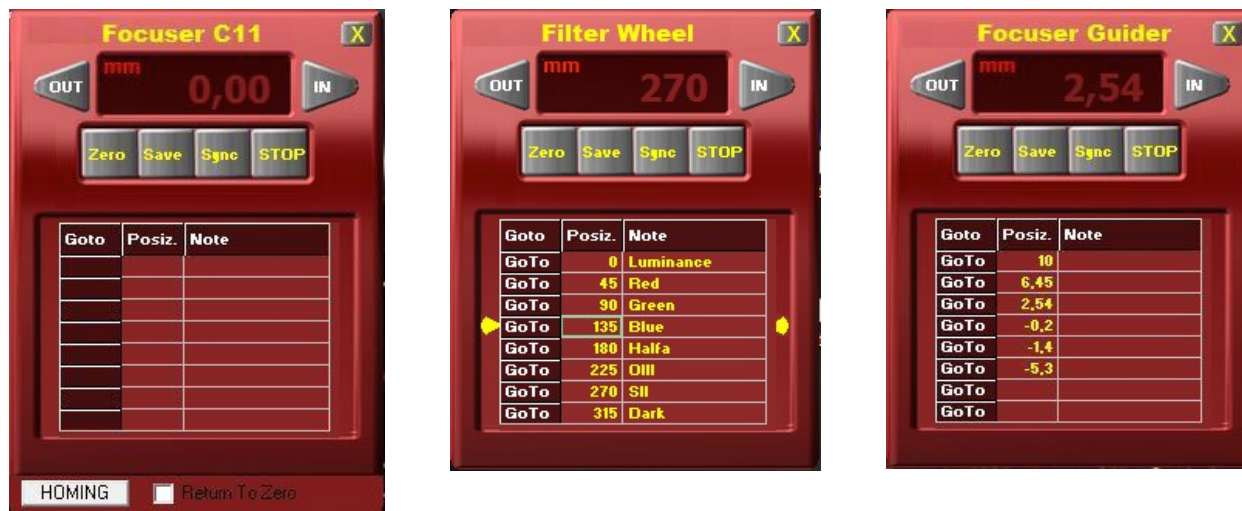 Focuser C11 X
mm
OUT 0,00 IN
Zero Save Sync STOP
Goto Posiz. Note
HOMING Return To Zero
Filter Wheel X
mm
OUT 270 IN
Zero Save Sync STOP
Goto Posiz. Note
GoTo 0 Luminance
GoTo 45 Red
GoTo 90 Green
GoTo 135 Blue
GoTo 180 Halfa
GoTo 225 OIII
GoTo 270 SII
GoTo 315 Dark
Focuser Guider X
mm
OUT 2,54 IN
Zero Save Sync STOP
Goto Posiz. Note
GoTo 10
GoTo 6,45
GoTo 2,54
GoTo -0,2
GoTo -1,4
GoTo -5,3
GoTo
GoTo